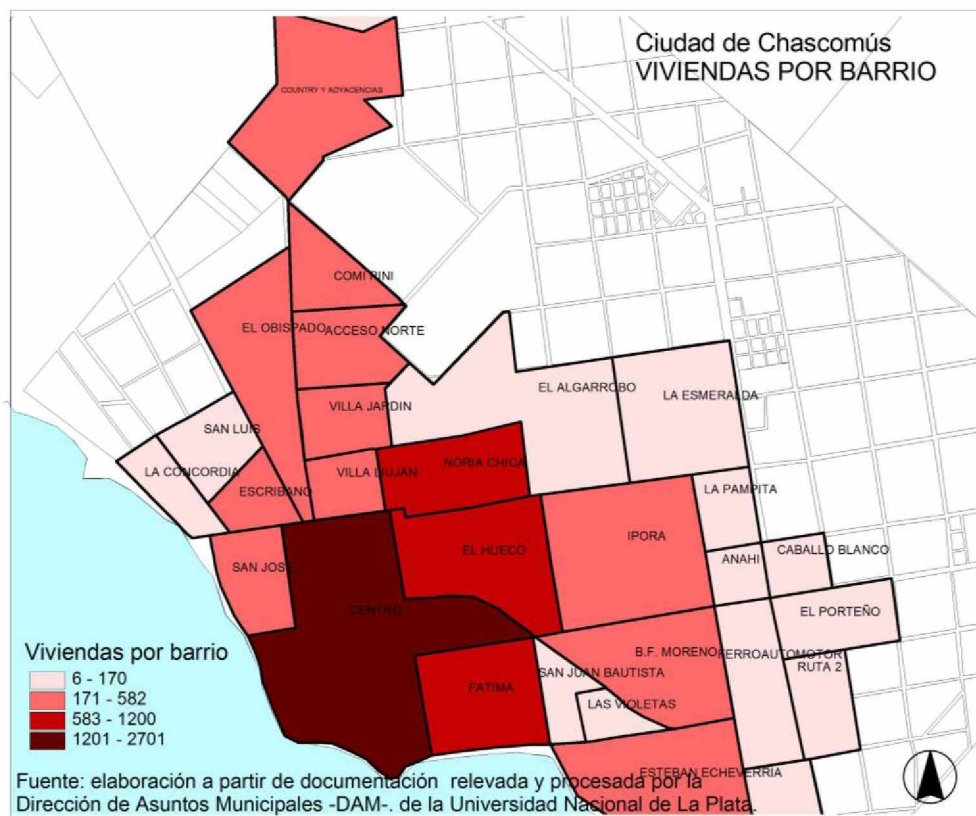 Ciudad de Chascomús
VIVIENDAS POR BARRIO
COUNTRY Y ADYACENCIAS
COMI PINI
EL OBISPADO
ACCESO NORTE
EL ALGARROBO
LA ESMERALDA
VILLA JARDIN
SAN LUIS
LA CONCORDIA
ESCRIBANO
VILLA LUJAN
NORIA CHICA
LA PAMPITA
SAN JOSE
EL HUECO
IPORA
ANAHI
CABALLO BLANCO
CENTRO
EL PORTEÑO
B.F. MORENO
FERROAUTOMOTOR
RUTA 2
FATIMA
SAN JUAN BAUTISTA
LAS VIOLETAS
ESTEBAN ECHEVERRIA
Viviendas por barrio
6 - 170
171 - 582
583 - 1200
1201 - 2701
Fuente: elaboración a partir de documentación relevada y procesada por la
Dirección de Asuntos Municipales -DAM-. de la Universidad Nacional de La Plata.